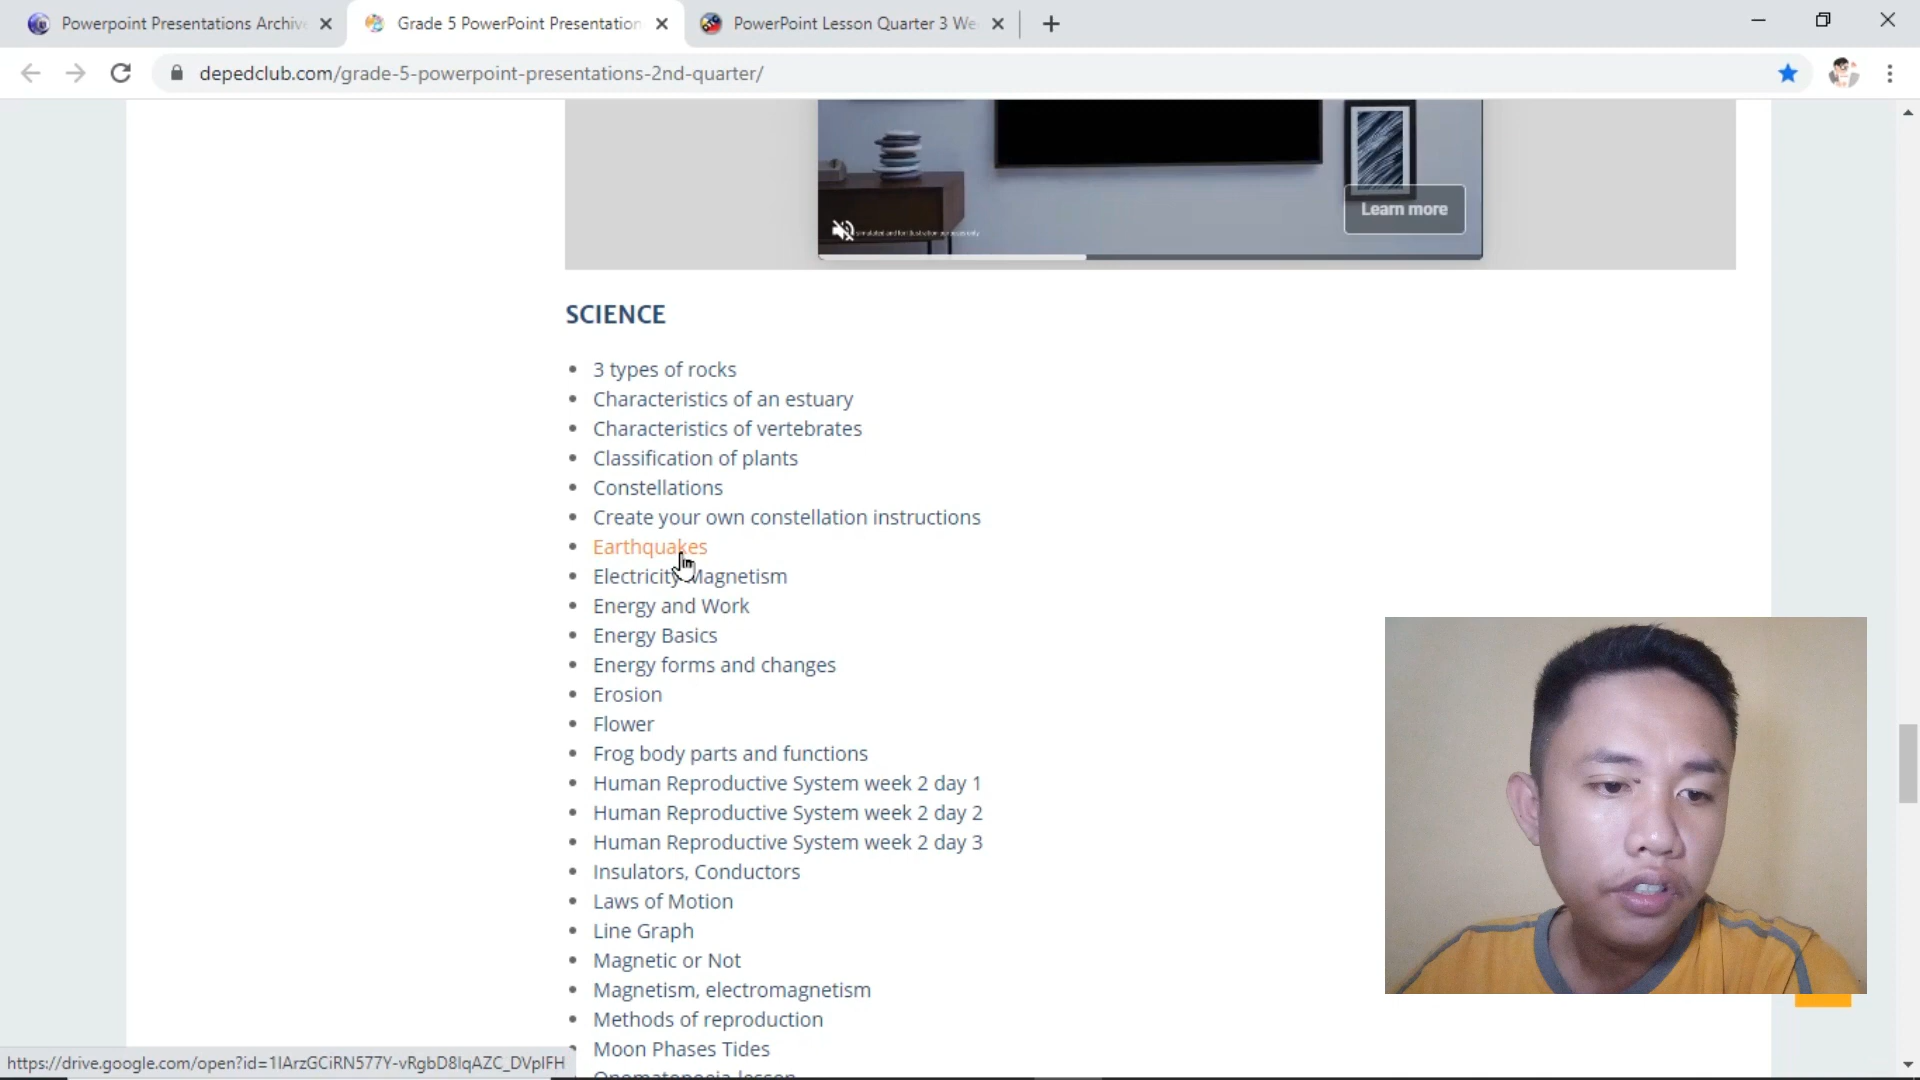 Powerpoint Presentations Archive
Grade 5 PowerPoint Presentation
PowerPoint Lesson Quarter 3 We
depedclub.com/grade-5-powerpoint-presentations-2nd-quarter/
Learn more
SCIENCE
3 types of rocks
Characteristics of an estuary
Characteristics of vertebrates
Classification of plants
Constellations
Create your own constellation instructions
Earthquakes
Electricity Magnetism
Energy and Work
Energy Basics
Energy forms and changes
Erosion
Flower
Frog body parts and functions
Human Reproductive System week 2 day 1
Human Reproductive System week 2 day 2
Human Reproductive System week 2 day 3
Insulators, Conductors
Laws of Motion
Line Graph
Magnetic or Not
Magnetism, electromagnetism
Methods of reproduction
Moon Phases Tides
Onomatopoeia lesson
https://drive.google.com/open?id=1IArzGCiRN577Y-vRgbD8IqAZC_DVpIFH